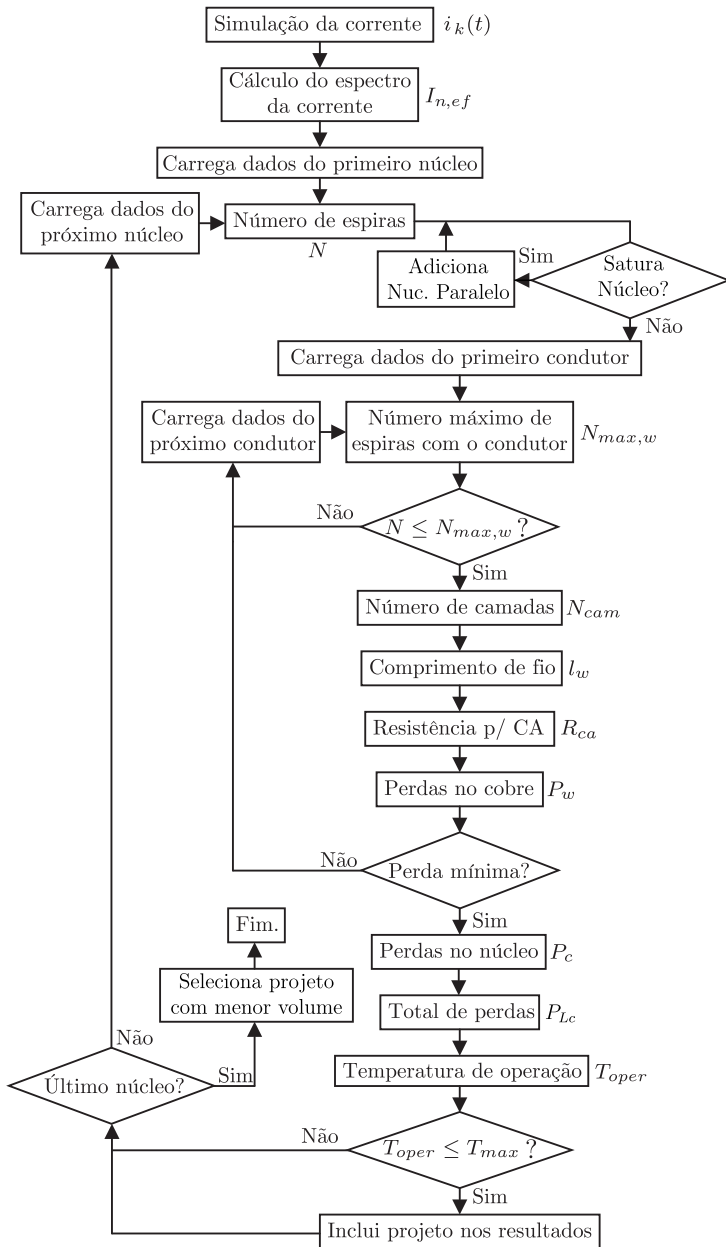 Simulação da corrente i_k(t)
Cálculo do espectro
da corrente I_{n,ef}
Carrega dados do primeiro núcleo
Carrega dados do
próximo núcleo
Número de espiras
N
Adiciona
Nuc. Paralelo
Sim
Satura
Núcleo?
Não
Carrega dados do primeiro condutor
Carrega dados do
próximo condutor
Número máximo de
espiras com o condutor
N_{max,w}
Não
N ≤ N_{max,w} ?
Sim
Número de camadas N_{cam}
Comprimento de fio l_w
Resistência p/ CA R_{ca}
Perdas no cobre P_w
Não
Perda mínima?
Sim
Perdas no núcleo P_c
Total de perdas P_{Lc}
Temperatura de operação T_{oper}
Não
T_{oper} ≤ T_{max} ?
Sim
Inclui projeto nos resultados
Não
Último núcleo?
Sim
Seleciona projeto
com menor volume
Fim.